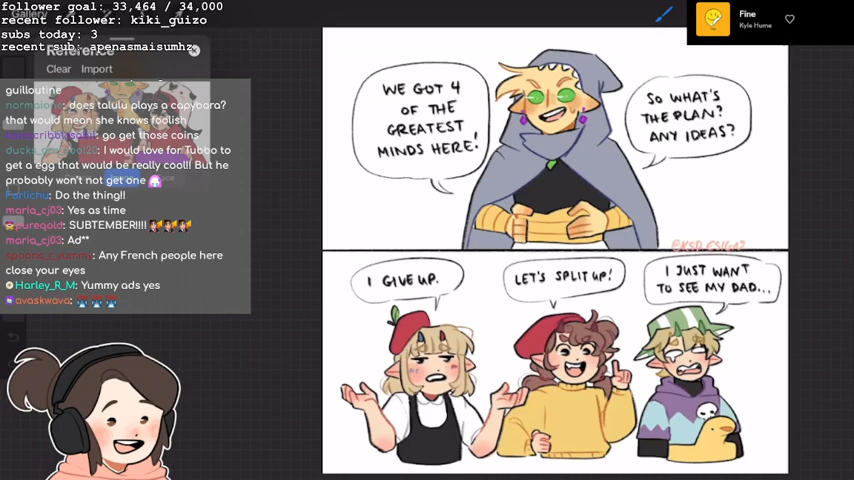 Gallery
follower goal: 33,464 / 34,000
recent follower: kiki_guizo
subs today: 3
recent sub: apenasmaisumhz
Reference
Clear Import
guilloutine
does talulu plays a capybara?
that would mean she knows foolish
go get those coins
I would love for Tubbo to
get a egg that would be really cool!! But he
probably won't not get one
Do the thing!!
maria_cj03: Yes as time
SUBTEMBER!!!!
maria_cj03: Ad**
Any French people here
close your eyes
Harley_R_M: Yummy ads yes
avaskwava:
Fine
Kyle Hume
WE GOT 4
OF THE
GREATEST
MINDS HERE!
SO WHAT'S
THE PLAN?
ANY IDEAS?
I GIVE UP.
LET'S SPLIT UP!
I JUST WANT
TO SEE MY DAD...